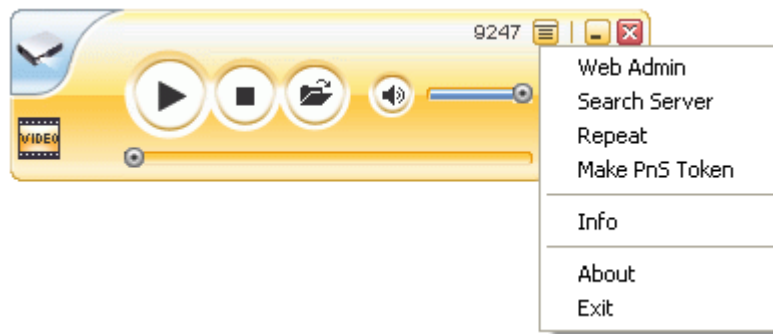 9247
Web Admin
Search Server
Repeat
Make PnS Token
Info
About
Exit
VIDEO